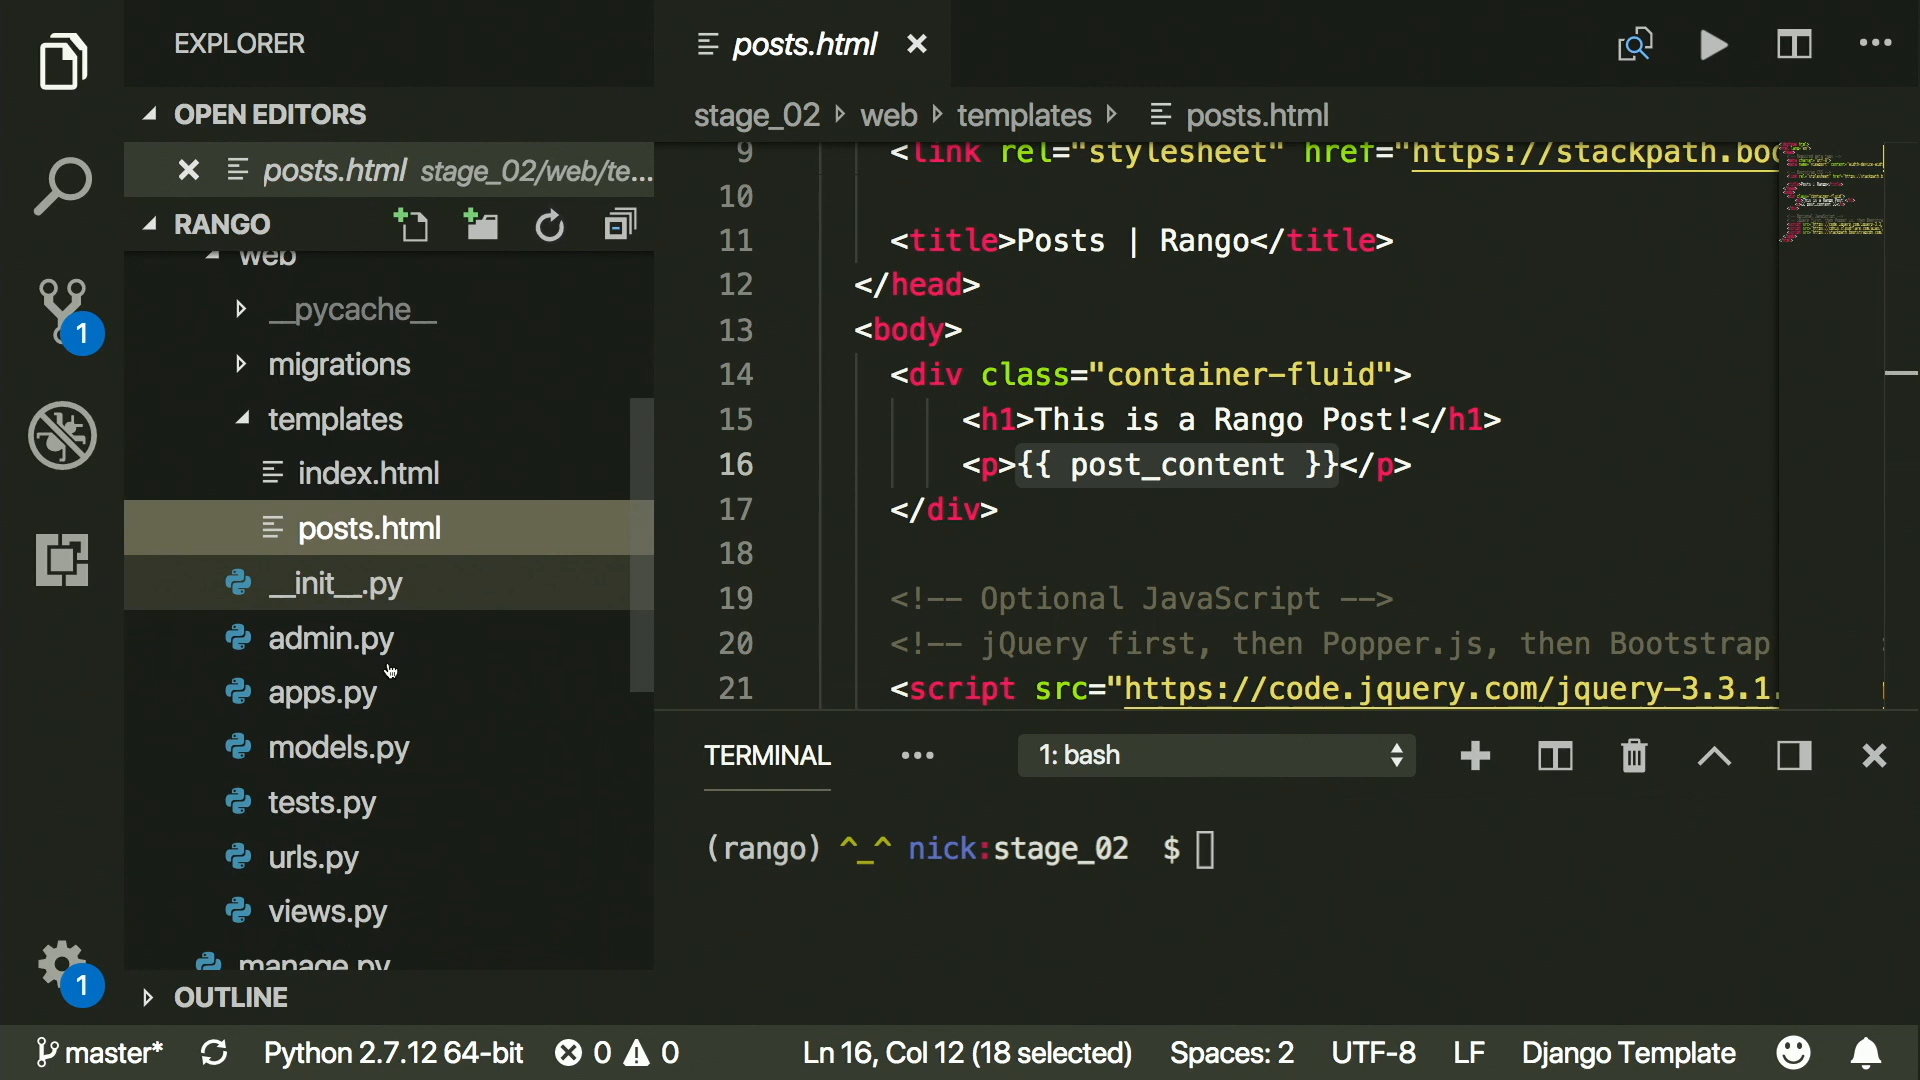 EXPLORER
OPEN EDITORS
posts.html stage_02/web/te...
RANGO
web
__pycache__
migrations
templates
index.html
posts.html
__init__.py
admin.py
apps.py
models.py
tests.py
urls.py
views.py
manage.py
OUTLINE
posts.html
stage_02 web templates posts.html
9 <link rel="stylesheet" href="https://stackpath.boo
10
11 <title>Posts | Rango</title>
12 </head>
13 <body>
14 <div class="container-fluid">
15 <h1>This is a Rango Post!</h1>
16 <p>{{ post_content }}</p>
17 </div>
18
19 <!-- Optional JavaScript -->
20 <!-- jQuery first, then Popper.js, then Bootstrap
21 <script src="https://code.jquery.com/jquery-3.3.1.
TERMINAL ... 1: bash
(rango) ^_^ nick:stage_02 $
1
1
master* Python 2.7.12 64-bit 0 0 Ln 16, Col 12 (18 selected) Spaces: 2 UTF-8 LF Django Template